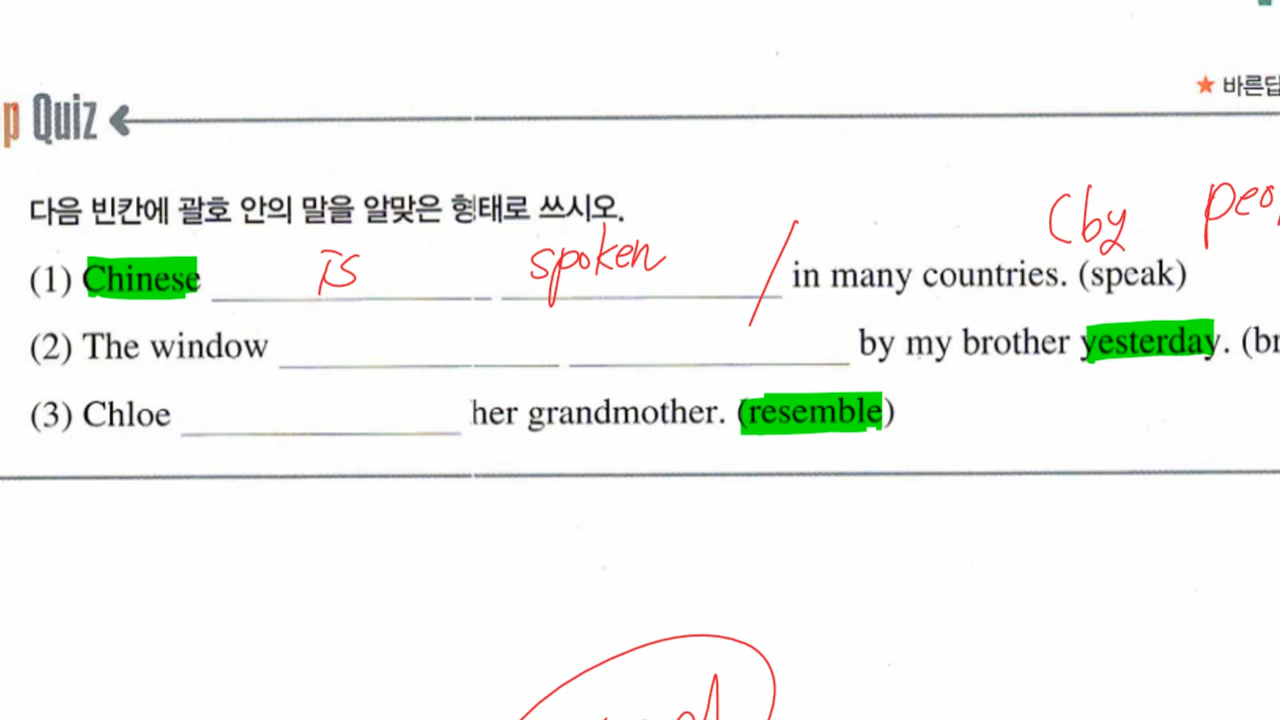 p Quiz
★ 바른답
다음 빈칸에 괄호 안의 말을 알맞은 형태로 쓰시오.
(by peo
(1) Chinese is spoken / in many countries. (speak)
(2) The window by my brother yesterday. (br
(3) Chloe her grandmother. (resemble)